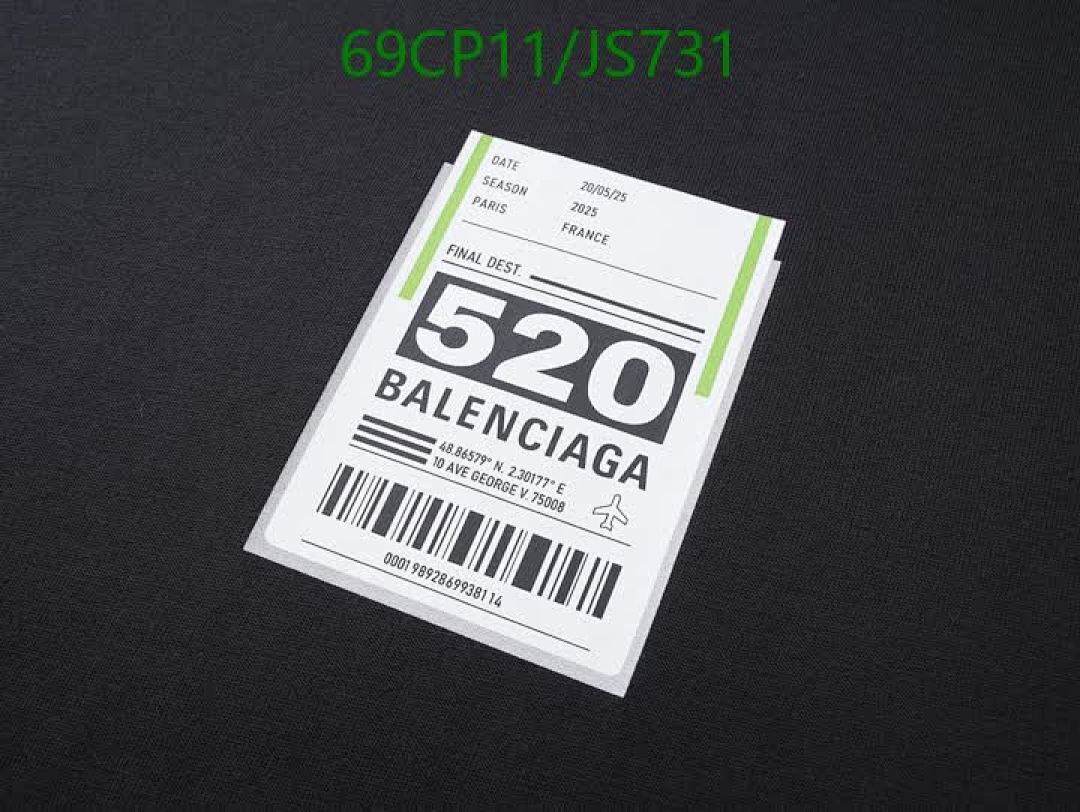 69CP11/JS731
DATE 20/05/25
SEASON 2025
PARIS FRANCE
FINAL DEST.
520
BALENCIAGA
48.86579° N. 2.30177° E
10 AVE GEORGE V. 75008
00019892869938114